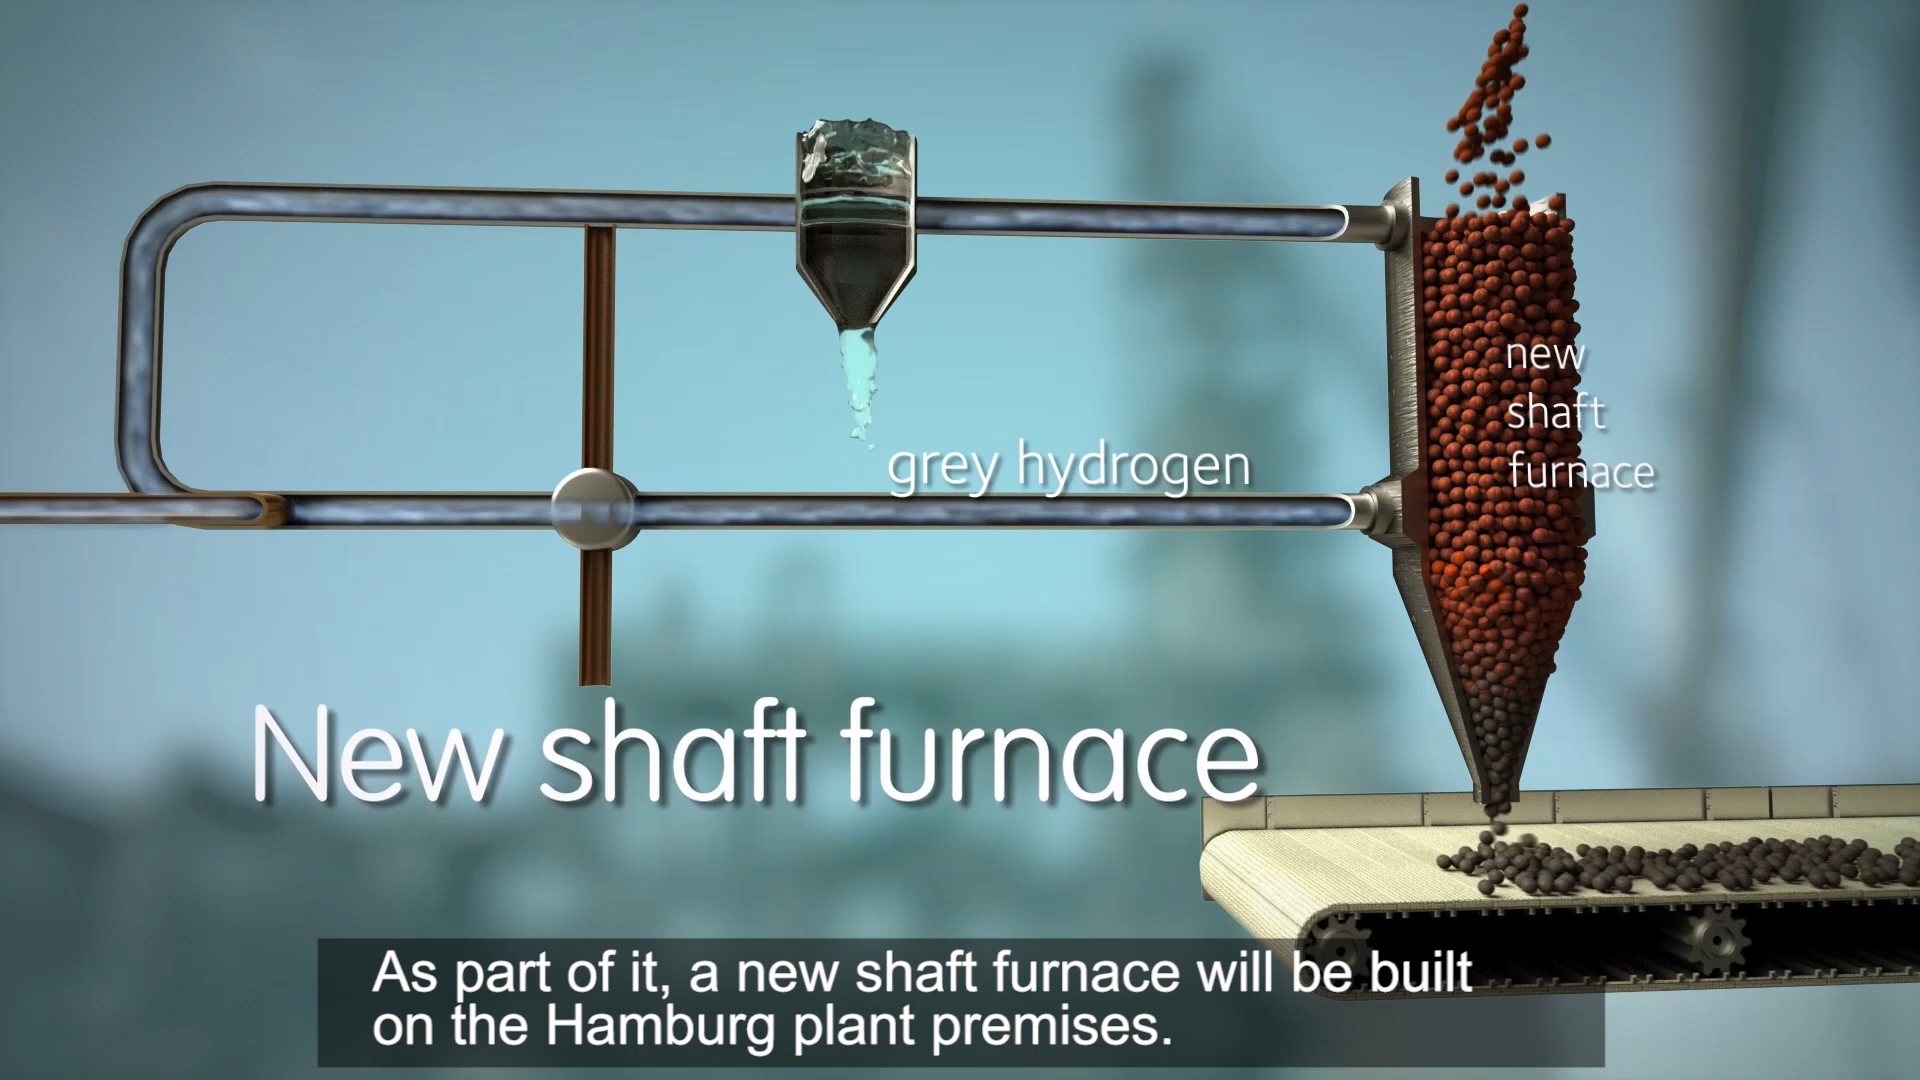 new
shaft
furnace
grey hydrogen
New shaft furnace
As part of it, a new shaft furnace will be built
on the Hamburg plant premises.